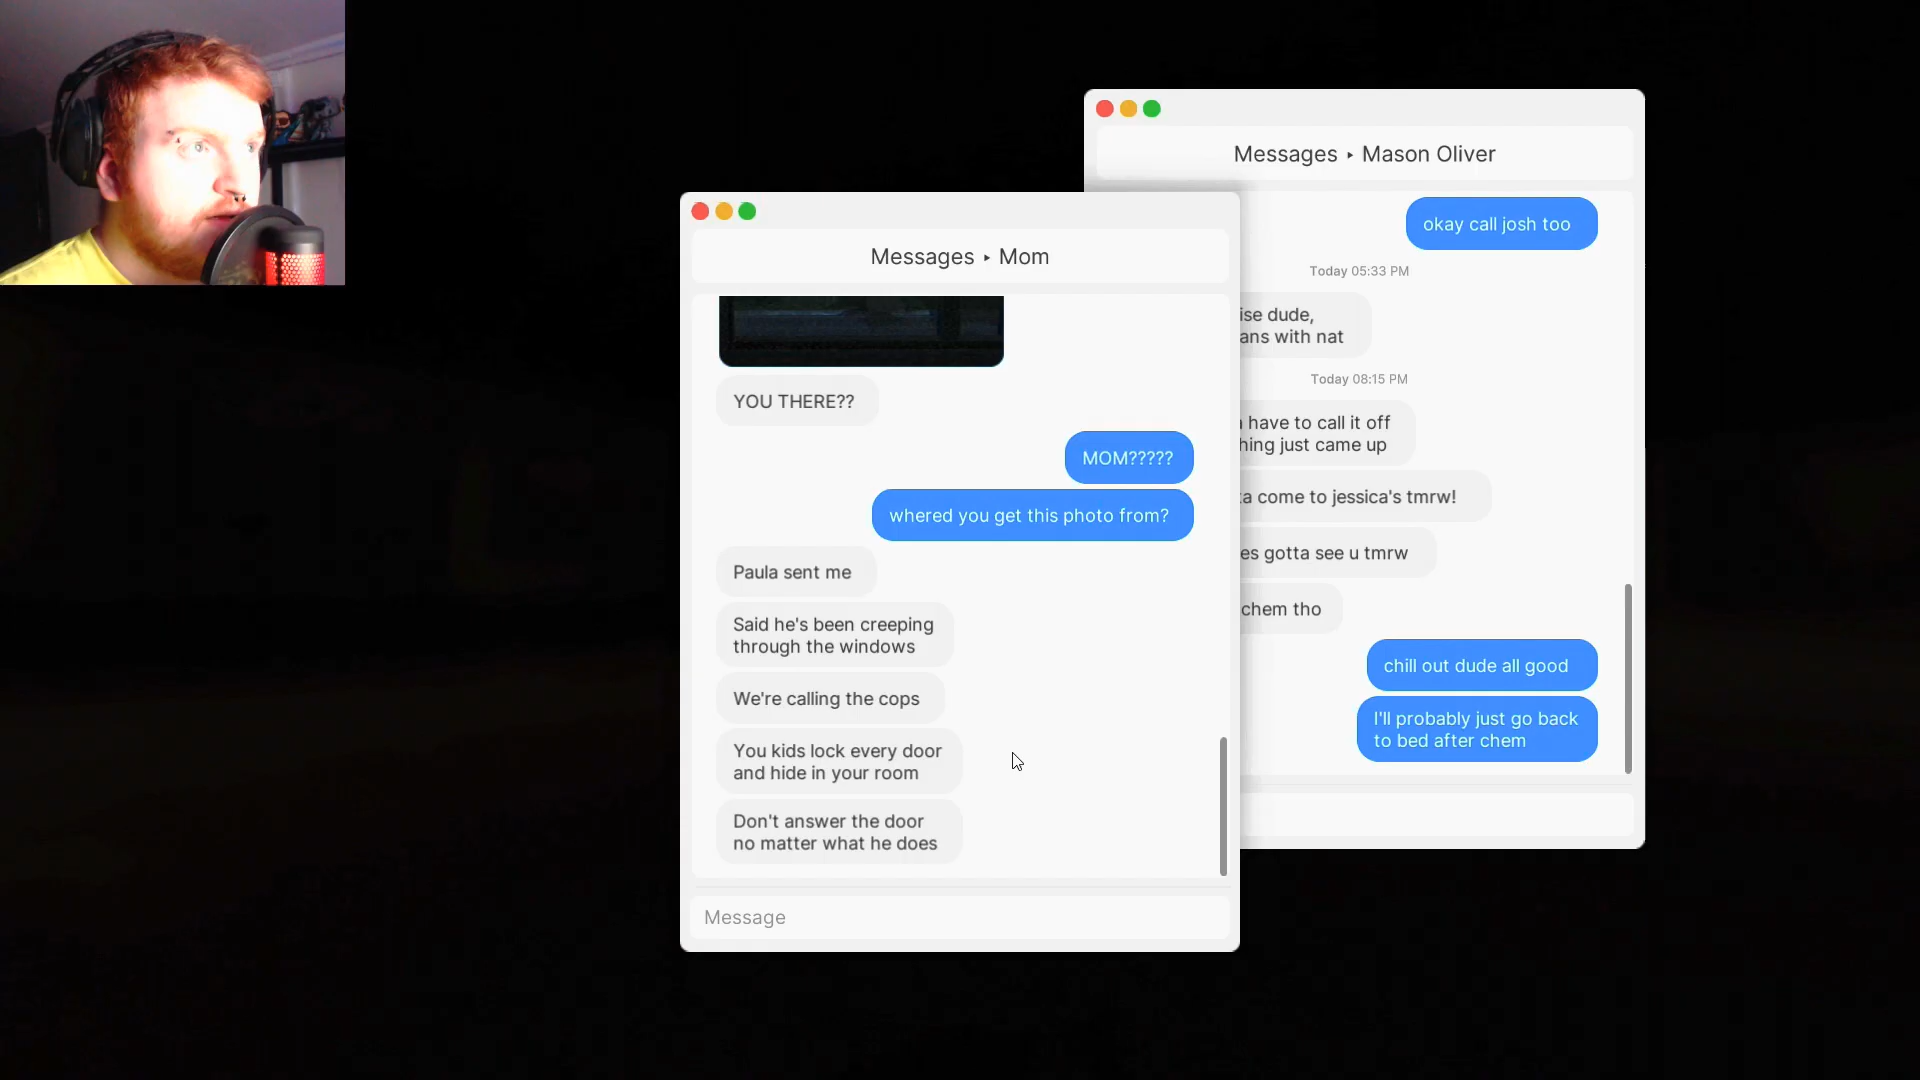 Messages ▸ Mom
YOU THERE??
MOM?????
whered you get this photo from?
Paula sent me
Said he's been creeping
through the windows
We're calling the cops
You kids lock every door
and hide in your room
Don't answer the door
no matter what he does
Message
Messages ▸ Mason Oliver
okay call josh too
Today 05:33 PM
dude,
with nat
Today 08:15 PM
have to call it off
just came up
come to jessica's tmrw!
gotta see u tmrw
chem tho
chill out dude all good
I'll probably just go back
to bed after chem